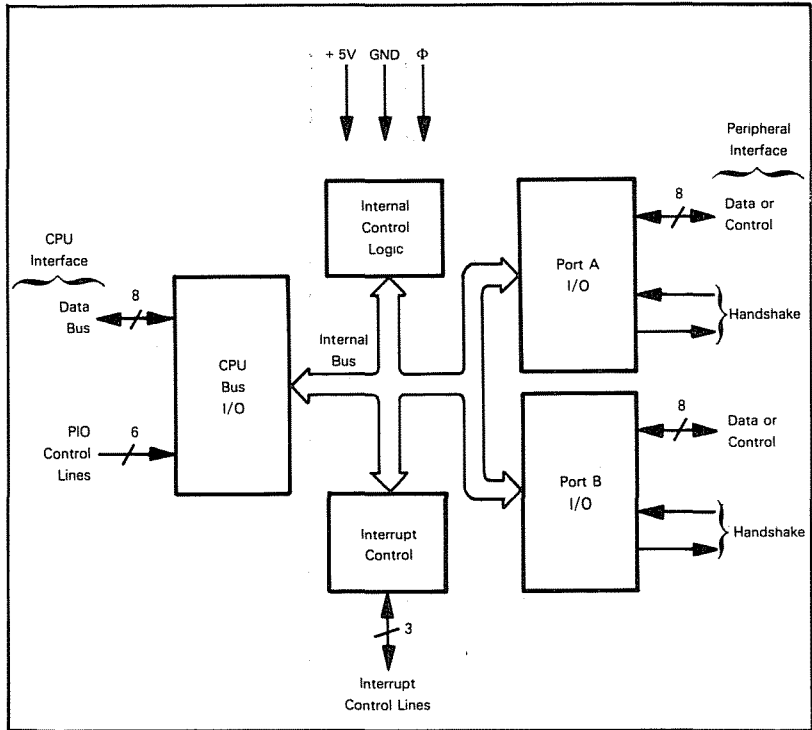 + 5V GND Φ
Peripheral
Interface
CPU
Interface
Data
Bus
8
PIO
Control
Lines
6
CPU
Bus
I/O
Internal
Control
Logic
Internal
Bus
Interrupt
Control
3
Interrupt
Control Lines
Port A
I/O
8
Data or
Control
Handshake
Port B
I/O
8
Data or
Control
Handshake